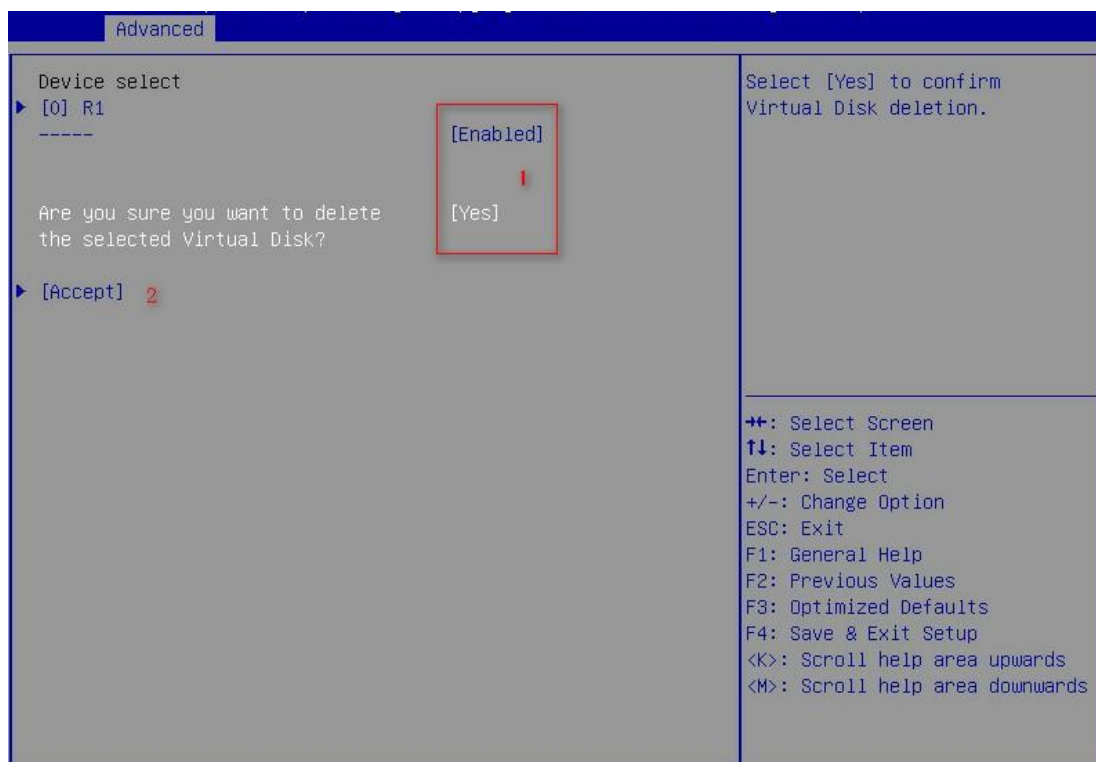 Advanced
Device select
[0] R1
-----
[Enabled]
1
Are you sure you want to delete
the selected Virtual Disk?
[Yes]
[Accept] 2
Select [Yes] to confirm
Virtual Disk deletion.
→←: Select Screen
↑↓: Select Item
Enter: Select
+/-: Change Option
ESC: Exit
F1: General Help
F2: Previous Values
F3: Optimized Defaults
F4: Save & Exit Setup
<K>: Scroll help area upwards
<M>: Scroll help area downwards